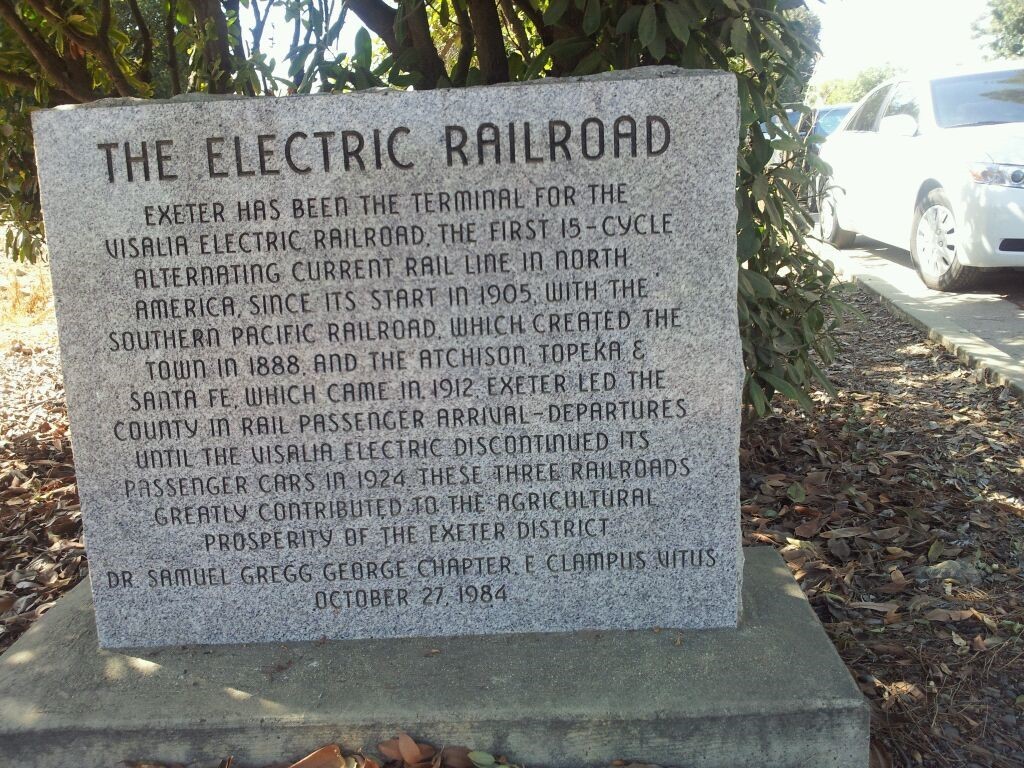 THE ELECTRIC RAILROAD
EXETER HAS BEEN THE TERMINAL FOR THE
VISALIA ELECTRIC RAILROAD, THE FIRST 15-CYCLE
ALTERNATING CURRENT RAIL LINE IN NORTH
AMERICA, SINCE ITS START IN 1905. WITH THE
SOUTHERN PACIFIC RAILROAD, WHICH CREATED THE
TOWN IN 1888, AND THE ATCHISON, TOPEKA &
SANTA FE, WHICH CAME IN 1912, EXETER LED THE
COUNTY IN RAIL PASSENGER ARRIVAL-DEPARTURES
UNTIL THE VISALIA ELECTRIC DISCONTINUED ITS
PASSENGER CARS IN 1924. THESE THREE RAILROADS
GREATLY CONTRIBUTED TO THE AGRICULTURAL
PROSPERITY OF THE EXETER DISTRICT
DR. SAMUEL GREGG GEORGE CHAPTER, E CLAMPUS VITUS
OCTOBER 27, 1984